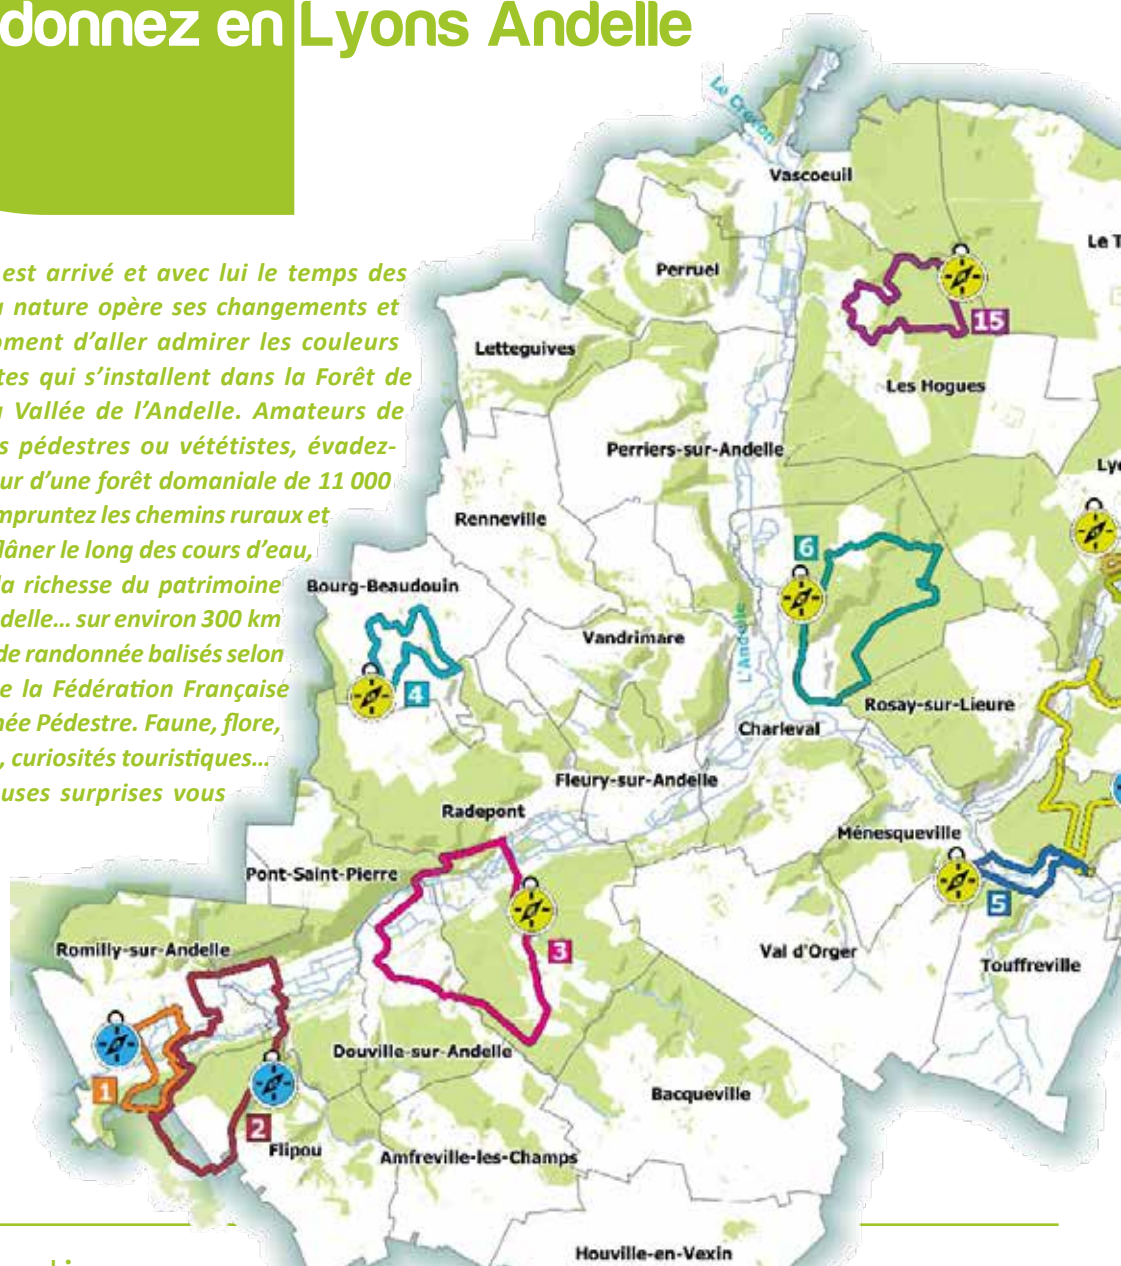 donnez en Lyons Andelle
est arrivé et avec lui le temps des
nature opère ses changements et
ment d’aller admirer les couleurs
tes qui s’installent dans la Forêt de
Vallée de l’Andelle. Amateurs de
s pédestres ou vététistes, évadez-
ur d’une forêt domaniale de 11 000
mpruntez les chemins ruraux et
flâner le long des cours d’eau,
la richesse du patrimoine
delle... sur environ 300 km
de randonnée balisés selon
e la Fédération Française
née Pédestre. Faune, flore,
, curiosités touristiques...
uses surprises vous
Le Crevon
Vascoeuil
Le T
Perruel
15
Letteguives
Les Hogues
Perriers-sur-Andelle
Lyo
Renneville
6
Bourg-Beaudouin
Vandrimare
L'Andelle
4
Rosay-sur-Lieure
Charleval
Fleury-sur-Andelle
Radepont
Ménesqueville
Pont-Saint-Pierre
5
Romilly-sur-Andelle
3
Val d'Orger
Touffreville
Douville-sur-Andelle
1
Bacqueville
2
Flipou
Amfreville-les-Champs
Houville-en-Vexin